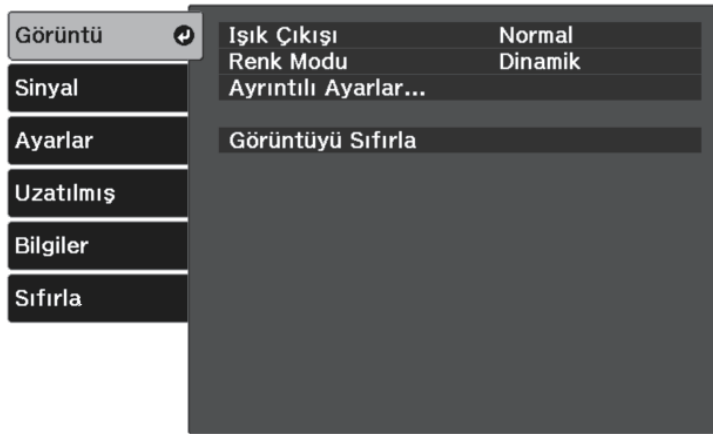 Görüntü
Sinyal
Ayarlar
Uzatılmış
Bilgiler
Sıfırla
Işık Çıkışı Normal
Renk Modu Dinamik
Ayrıntılı Ayarlar...
Görüntüyü Sıfırla